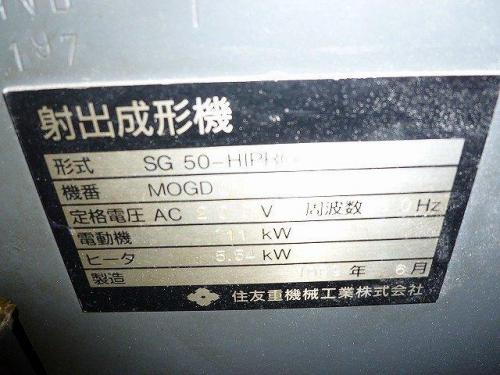 197
射出成形機
形式 SG 50-HIPR
機番 MOGD
定格電圧 AC V 周波数 0Hz
電動機 11 kW
ヒータ 5.54 kW
製造 年 6月
住友重機械工業株式会社